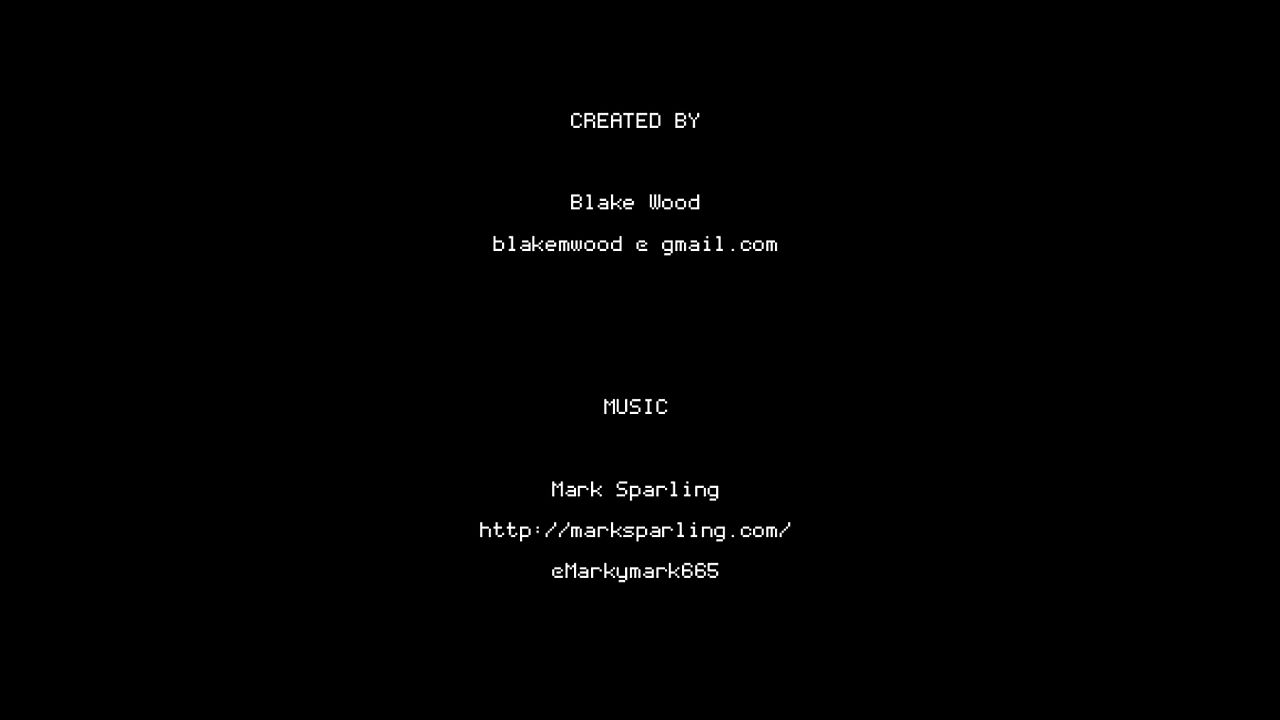 CREATED BY
Blake Wood
blakemwood @ gmail.com
MUSIC
Mark Sparling
http://marksparling.com/
@Markymark665